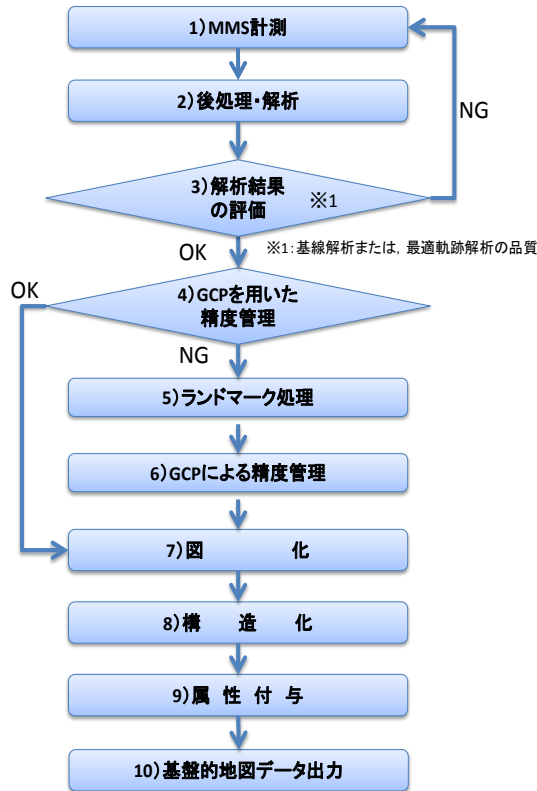 1)MMS計測
NG
2)後処理・解析
3)解析結果
の評価 ※1
OK
※1:基線解析または,最適軌跡解析の品質
OK
4)GCPを用いた
精度管理
NG
5)ランドマーク処理
6)GCPによる精度管理
7)図 化
8)構 造 化
9)属 性 付 与
10)基盤的地図データ出力